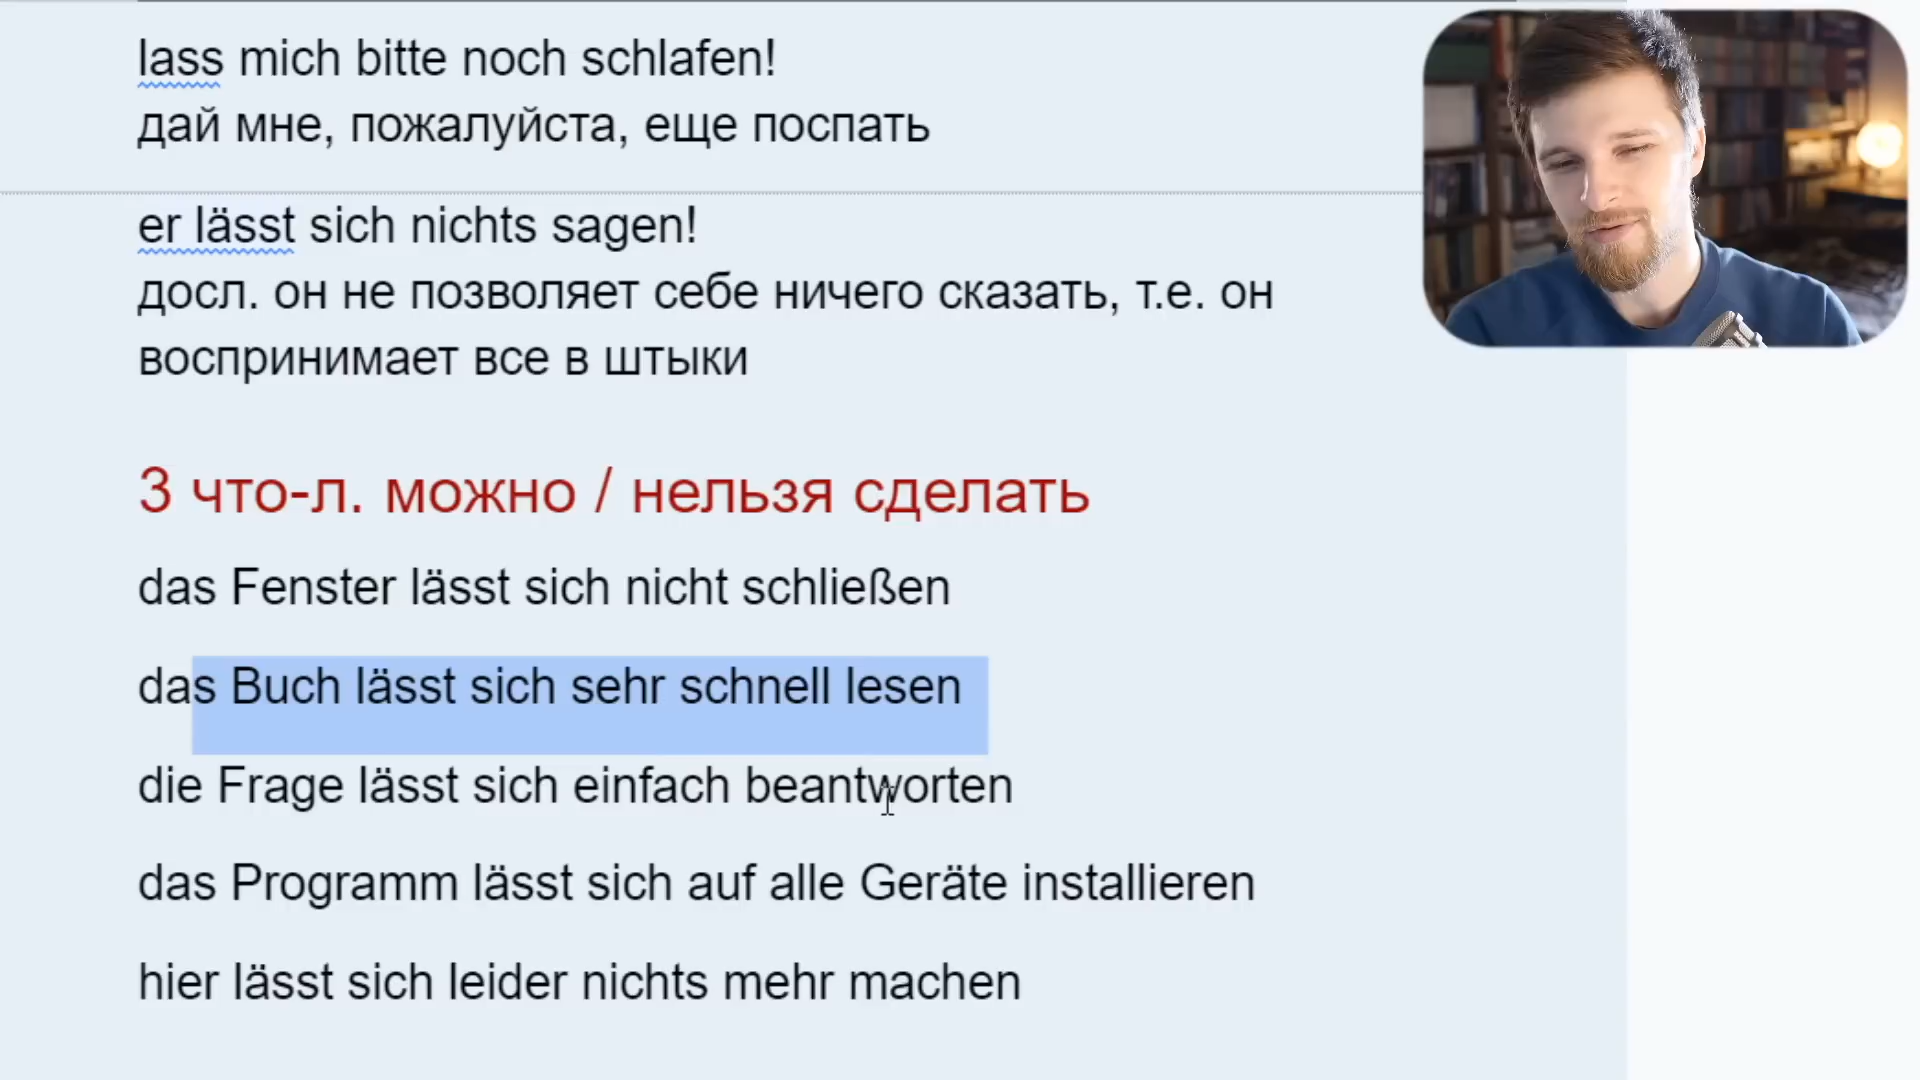 lass mich bitte noch schlafen!
дай мне, пожалуйста, еще поспать
er lässt sich nichts sagen!
досл. он не позволяет себе ничего сказать, т.е. он
воспринимает все в штыки
3 что-л. можно / нельзя сделать
das Fenster lässt sich nicht schließen
das Buch lässt sich sehr schnell lesen
die Frage lässt sich einfach beantworten
das Programm lässt sich auf alle Geräte installieren
hier lässt sich leider nichts mehr machen